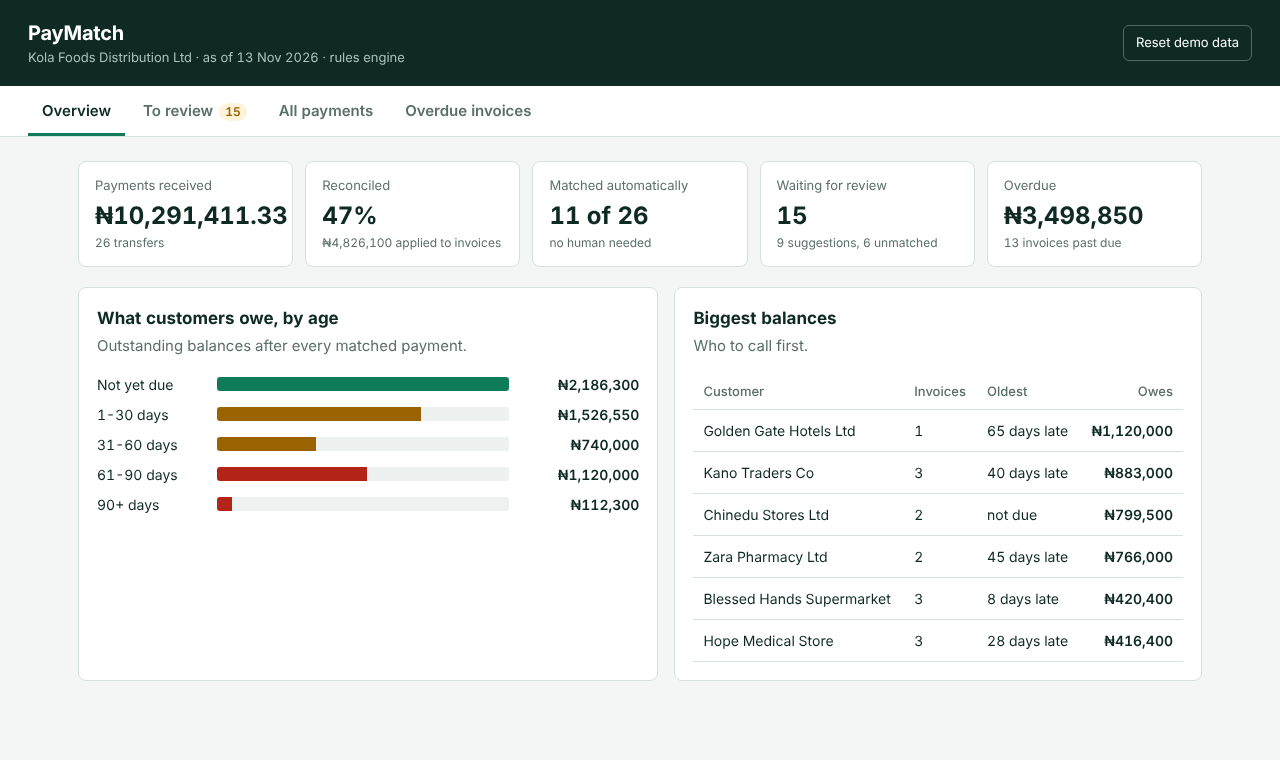 PayMatch
Kola Foods Distribution Ltd · as of 13 Nov 2026 · rules engine
Reset demo data
Overview
To review 15
All payments
Overdue invoices
Payments received
₦10,291,411.33
26 transfers
Reconciled
47%
₦4,826,100 applied to invoices
Matched automatically
11 of 26
no human needed
Waiting for review
15
9 suggestions, 6 unmatched
Overdue
₦3,498,850
13 invoices past due
What customers owe, by age
Outstanding balances after every matched payment.
Not yet due ₦2,186,300
1-30 days ₦1,526,550
31-60 days ₦740,000
61-90 days ₦1,120,000
90+ days ₦112,300
Biggest balances
Who to call first.
Customer Invoices Oldest Owes
Golden Gate Hotels Ltd 1 65 days late ₦1,120,000
Kano Traders Co 3 40 days late ₦883,000
Chinedu Stores Ltd 2 not due ₦799,500
Zara Pharmacy Ltd 2 45 days late ₦766,000
Blessed Hands Supermarket 3 8 days late ₦420,400
Hope Medical Store 3 28 days late ₦416,400